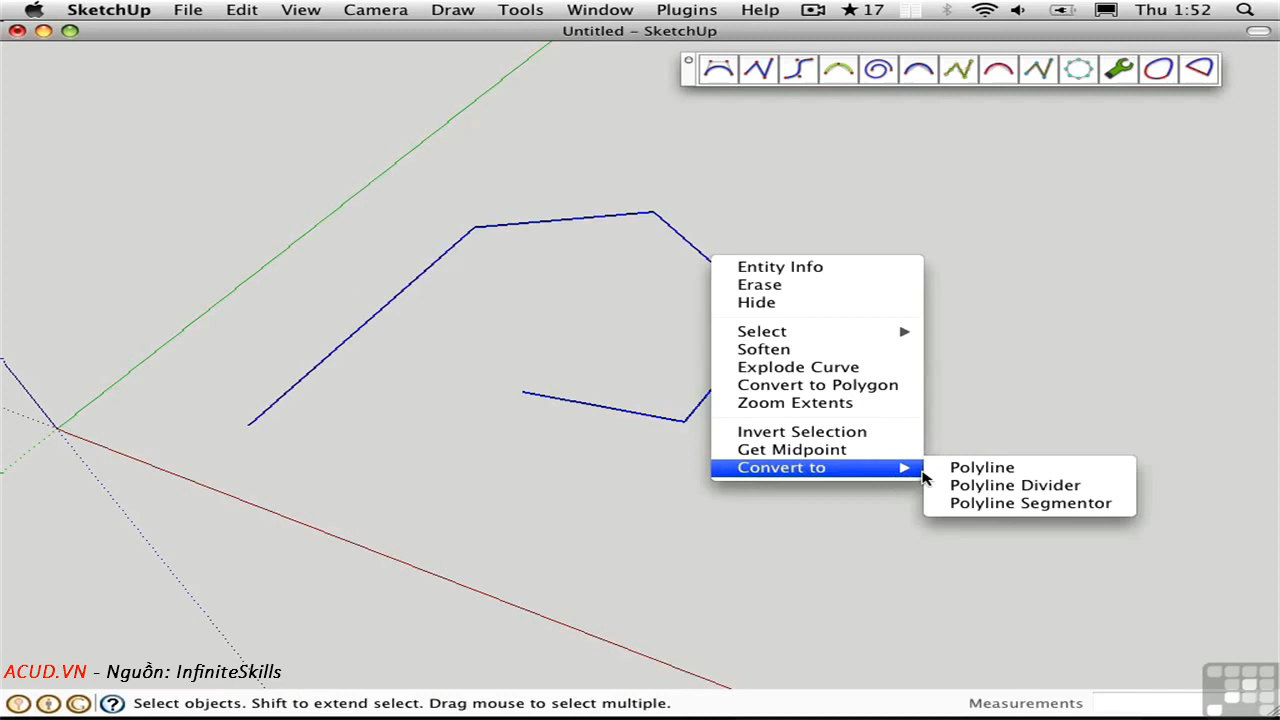 SketchUp File Edit View Camera Draw Tools Window Plugins Help 17 Thu 1:52
Untitled – SketchUp
Entity Info
Erase
Hide
Select
Soften
Explode Curve
Convert to Polygon
Zoom Extents
Invert Selection
Get Midpoint
Convert to
Polyline
Polyline Divider
Polyline Segmentor
ACUD.VN - Nguồn: InfiniteSkills
Select objects. Shift to extend select. Drag mouse to select multiple.
Measurements